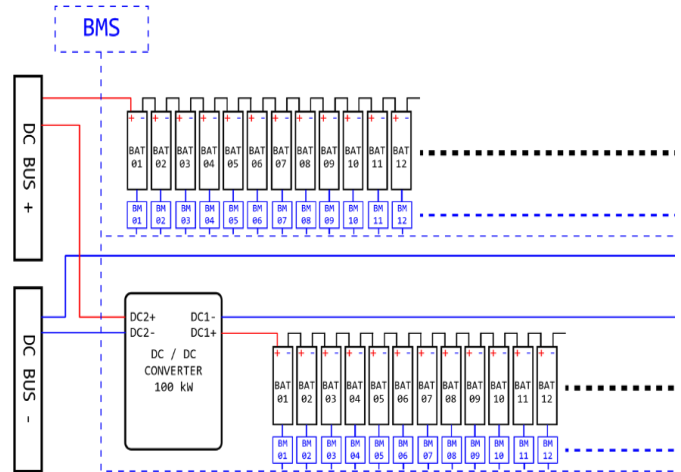 BMS
DC BUS +
+ - + - + - + - + - + - + - + - + - + - + - + -
BAT BAT BAT BAT BAT BAT BAT BAT BAT BAT BAT BAT
01 02 03 04 05 06 07 08 09 10 11 12
BM BM BM BM BM BM BM BM BM BM BM BM
01 02 03 04 05 06 07 08 09 10 11 12
DC BUS -
DC2+ DC1-
DC2- DC1+
DC / DC
CONVERTER
100 kW
+ - + - + - + - + - + - + - + - + - + - + - + -
BAT BAT BAT BAT BAT BAT BAT BAT BAT BAT BAT BAT
01 02 03 04 05 06 07 08 09 10 11 12
BM BM BM BM BM BM BM BM BM BM BM BM
01 02 03 04 05 06 07 08 09 10 11 12